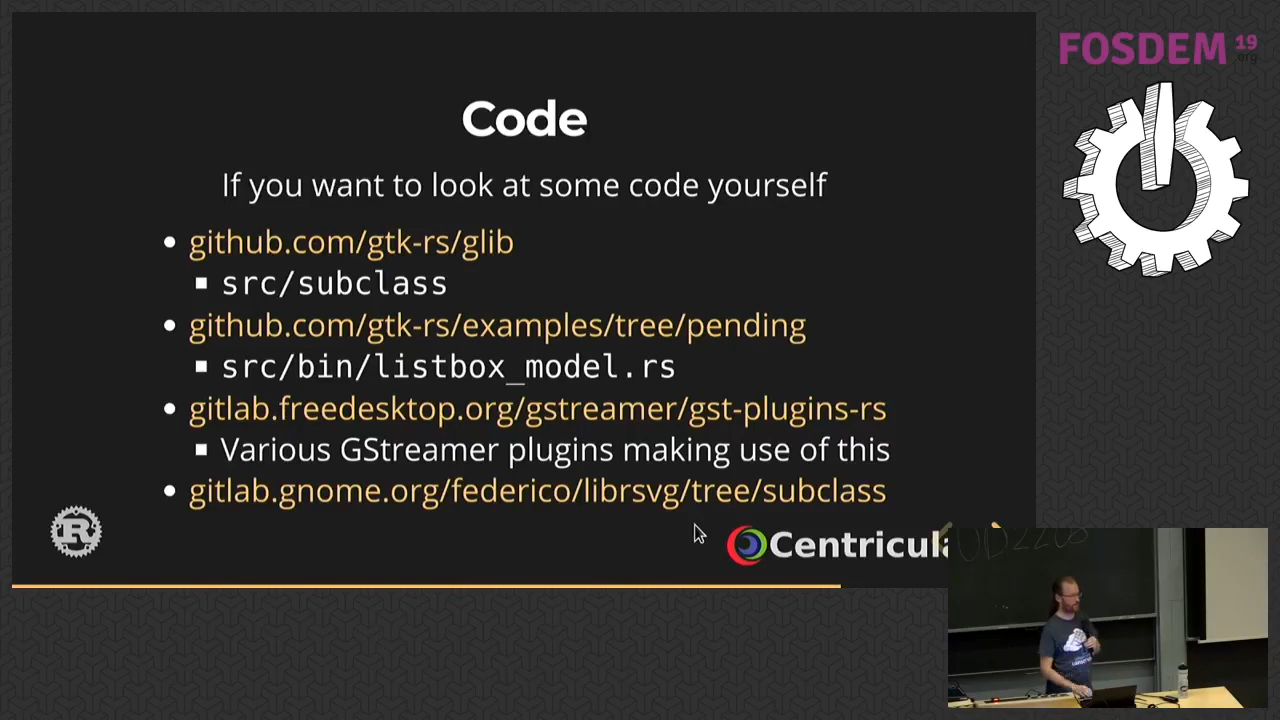 Code
If you want to look at some code yourself
github.com/gtk-rs/glib
src/subclass
github.com/gtk-rs/examples/tree/pending
src/bin/listbox_model.rs
gitlab.freedesktop.org/gstreamer/gst-plugins-rs
Various GStreamer plugins making use of this
gitlab.gnome.org/federico/librsvg/tree/subclass
R
Centricula
FOSDEM 19
.org
UD2208